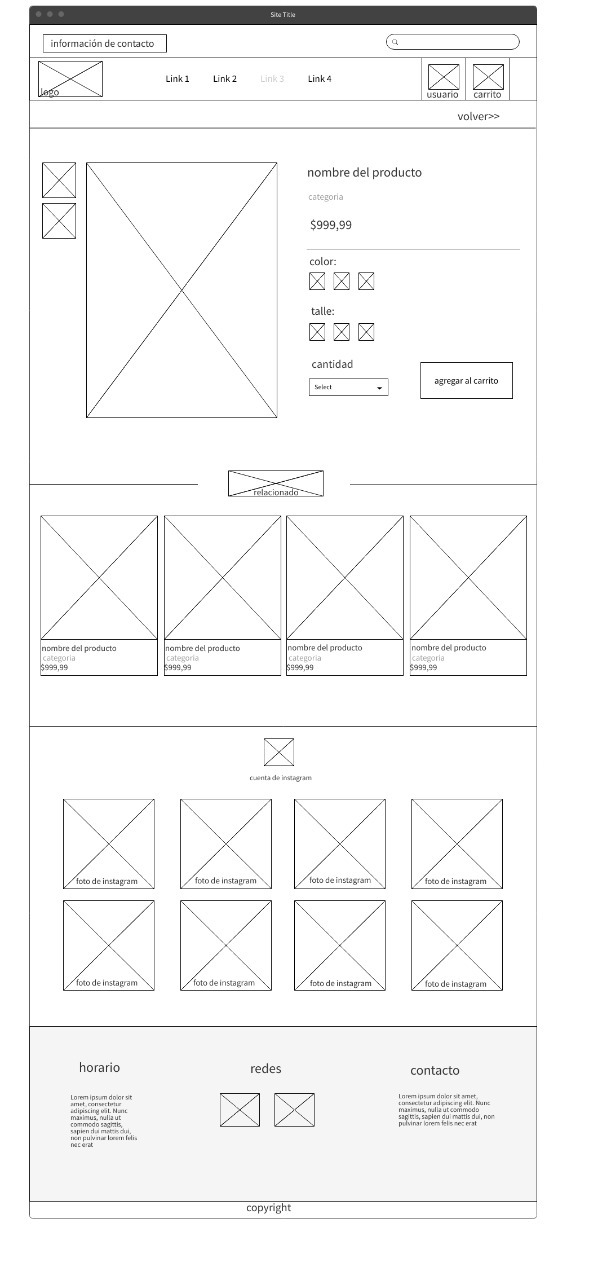 Site Title
información de contacto
logo
Link 1 Link 2 Link 3 Link 4
usuario carrito
volver>>
nombre del producto
categoria
$999,99
color:
talle:
cantidad
Select
agregar al carrito
relacionado
nombre del producto
categoria
$999,99
nombre del producto
categoria
$999,99
nombre del producto
categoria
$999,99
nombre del producto
categoria
$999,99
cuenta de instagram
foto de instagram
foto de instagram
foto de instagram
foto de instagram
foto de instagram
foto de instagram
foto de instagram
foto de instagram
horario
Lorem ipsum dolor sit
amet, consectetur
adipiscing elit. Nunc
maximus, nulla ut
commodo sagittis,
sapien dui mattis dui,
non pulvinar lorem felis
nec erat
redes
contacto
Lorem ipsum dolor sit amet,
consectetur adipiscing elit. Nunc
maximus, nulla ut commodo
sagittis, sapien dui mattis dui, non
pulvinar lorem felis nec erat
copyright